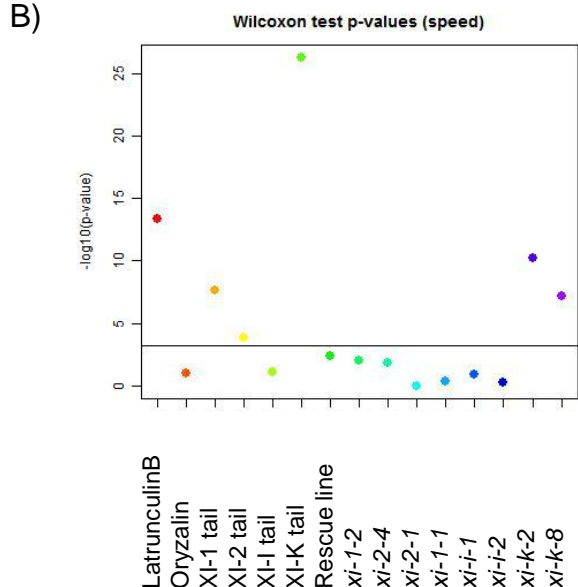 B)
Wilcoxon test p-values (speed)
-log10(p-value)
25
20
15
10
5
0
LatrunculinB
Oryzalin
XI-1 tail
XI-2 tail
XI-I tail
XI-K tail
Rescue line
xi-1-2
xi-2-4
xi-2-1
xi-1-1
xi-i-1
xi-i-2
xi-k-2
xi-k-8